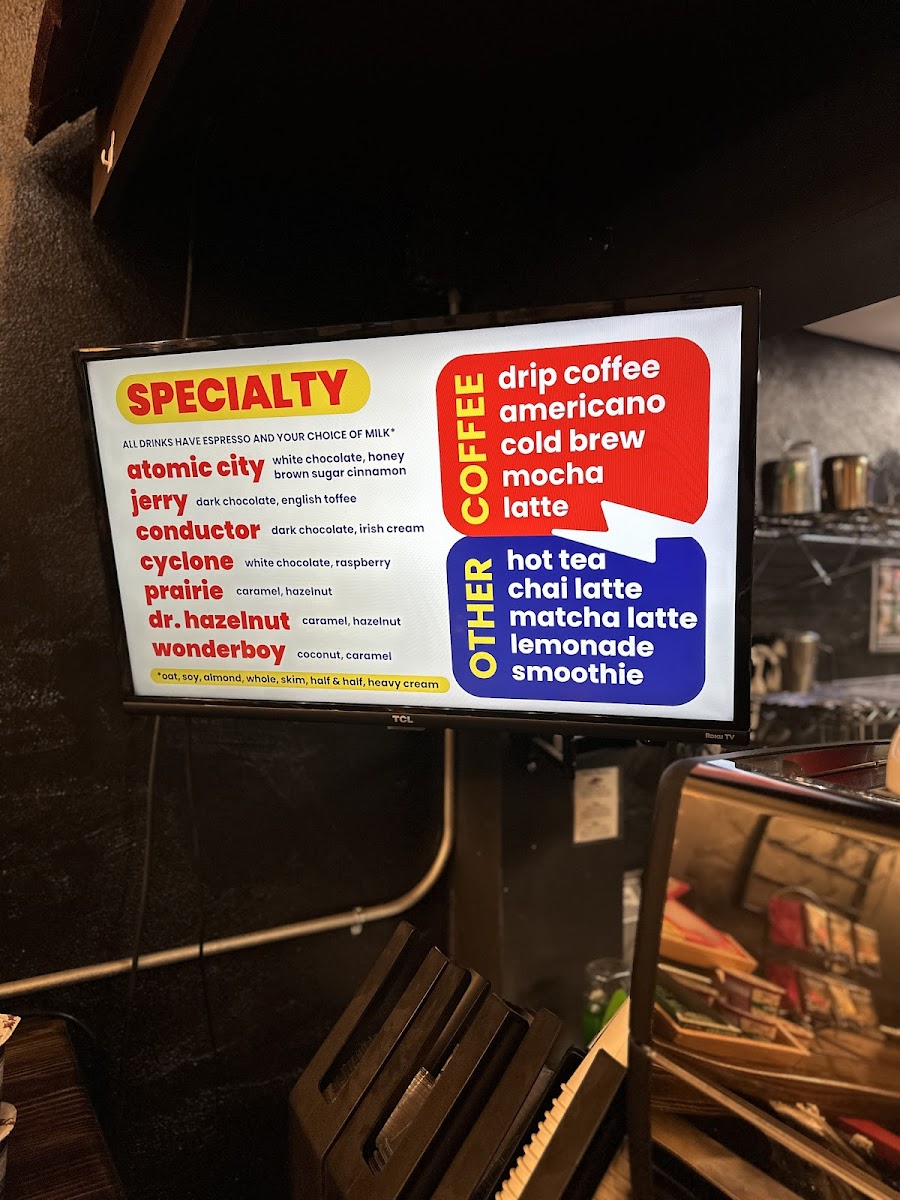 SPECIALTY
ALL DRINKS HAVE ESPRESSO AND YOUR CHOICE OF MILK*
atomic city white chocolate, honey
brown sugar cinnamon
jerry dark chocolate, english toffee
conductor dark chocolate, irish cream
cyclone white chocolate, raspberry
prairie caramel, hazelnut
dr. hazelnut caramel, hazelnut
wonderboy coconut, caramel
*oat, soy, almond, whole, skim, half & half, heavy cream
COFFEE
drip coffee
americano
cold brew
mocha
latte
OTHER
hot tea
chai latte
matcha latte
lemonade
smoothie
TCL
Roku TV